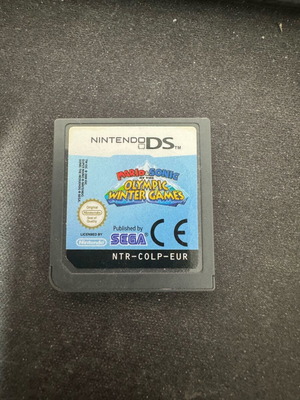 NINTENDO DS™
MARIO & SONIC
AT THE
OLYMPIC
WINTER GAMES
Original
Nintendo
Seal of
Quality
LICENSED BY
Nintendo
Published by
SEGA
CE
NTR-COLP-EUR